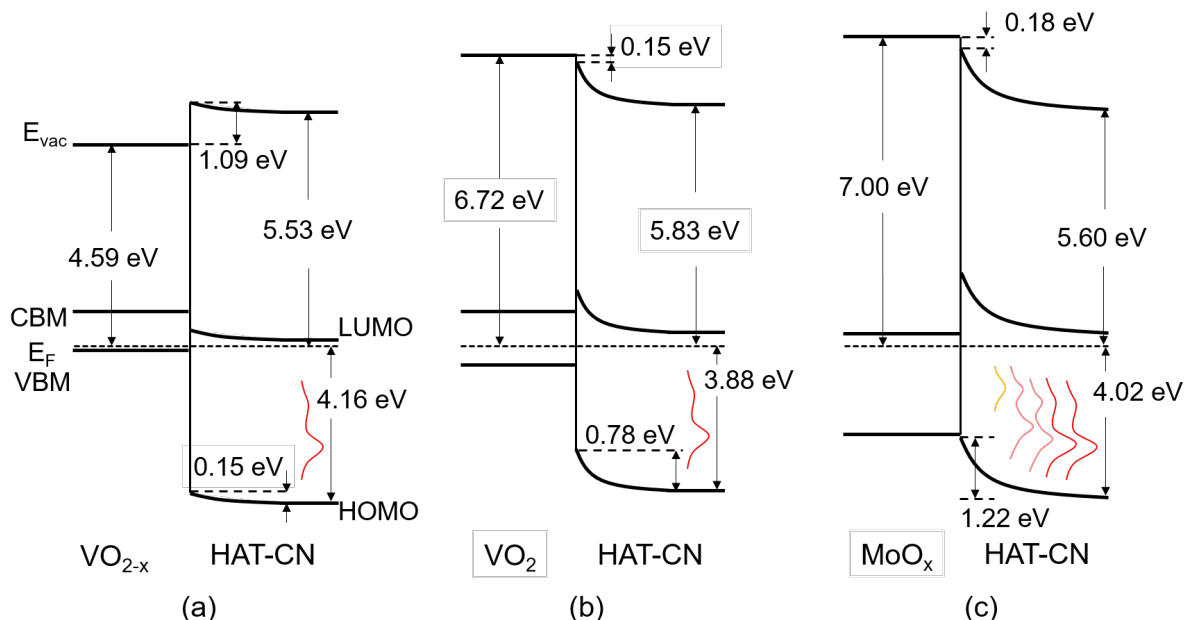 0.15 eV
0.18 eV
E_vac
1.09 eV
6.72 eV
7.00 eV
5.53 eV
5.83 eV
5.60 eV
4.59 eV
CBM
LUMO
E_F
VBM
4.16 eV
3.88 eV
4.02 eV
0.78 eV
0.15 eV
HOMO
1.22 eV
VO_2-x HAT-CN VO_2 HAT-CN MoO_x HAT-CN
(a) (b) (c)